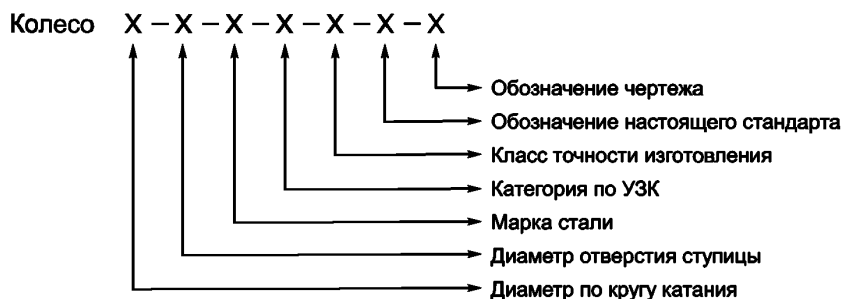 Колесо X – X – X – X – X – X – X
Обозначение чертежа
Обозначение настоящего стандарта
Класс точности изготовления
Категория по УЗК
Марка стали
Диаметр отверстия ступицы
Диаметр по кругу катания